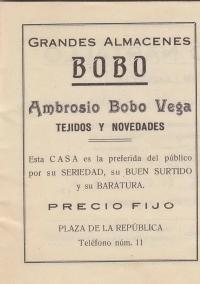 GRANDES ALMACENES
BOBO
Ambrosio Bobo Vega
TEJIDOS Y NOVEDADES
Esta CASA es la preferida del público
por su SERIEDAD, su BUEN SURTIDO
y su BARATURA.
PRECIO FIJO
PLAZA DE LA REPÚBLICA
Teléfono núm. 11